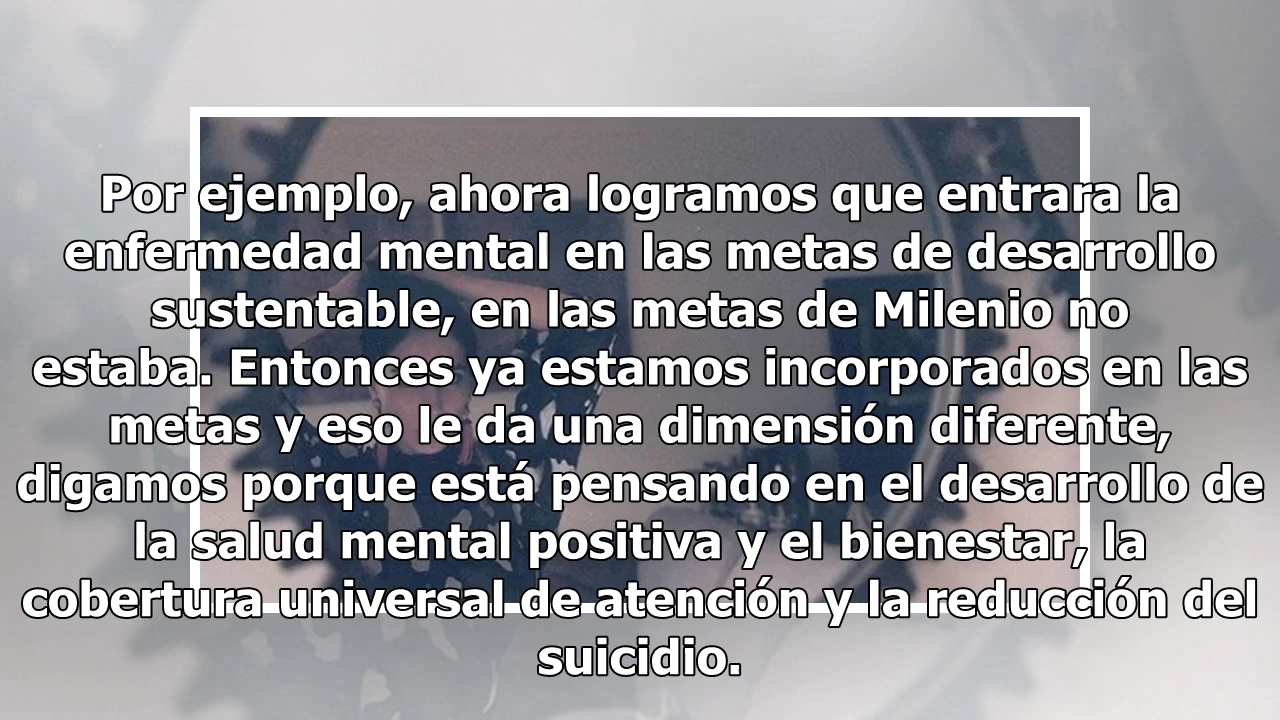 Por ejemplo, ahora logramos que entrara la
enfermedad mental en las metas de desarrollo
sustentable, en las metas de Milenio no
estaba. Entonces ya estamos incorporados en las
metas y eso le da una dimensión diferente,
digamos porque está pensando en el desarrollo de
la salud mental positiva y el bienestar, la
cobertura universal de atención y la reducción del
suicidio.